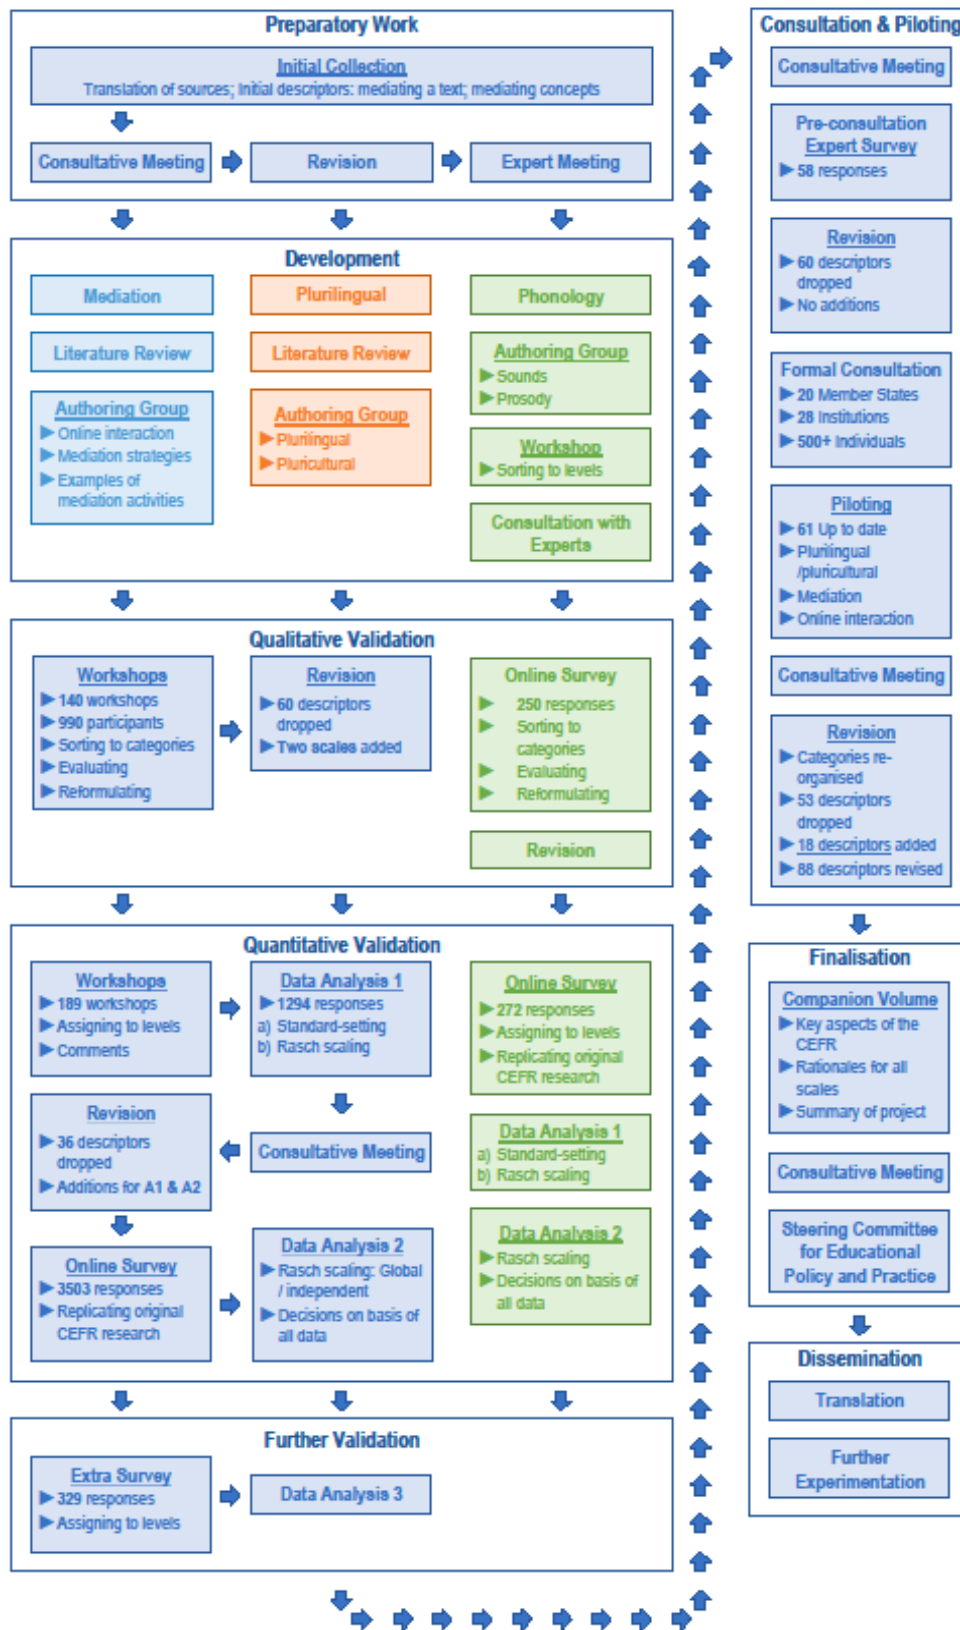 Preparatory Work
Initial Collection
Translation of sources; Initial descriptors: mediating a text; mediating concepts
Consultative Meeting
Revision
Expert Meeting
Development
Mediation
Literature Review
Authoring Group
Online interaction
Mediation strategies
Examples of
mediation activities
Plurilingual
Literature Review
Authoring Group
Plurilingual
Pluricultural
Phonology
Authoring Group
Sounds
Prosody
Workshop
Sorting to levels
Consultation with
Experts
Qualitative Validation
Workshops
140 workshops
990 participants
Sorting to categories
Evaluating
Reformulating
Revision
60 descriptors
dropped
Two scales added
Online Survey
250 responses
Sorting to
categories
Evaluating
Reformulating
Revision
Quantitative Validation
Workshops
189 workshops
Assigning to levels
Comments
Data Analysis 1
1294 responses
a) Standard-setting
b) Rasch scaling
Revision
36 descriptors
dropped
Additions for A1 & A2
Consultative Meeting
Online Survey
3503 responses
Replicating original
CEFR research
Data Analysis 2
Rasch scaling: Global
/ independent
Decisions on basis of
all data
Online Survey
272 responses
Assigning to levels
Replicating original
CEFR research
Data Analysis 1
a) Standard-setting
b) Rasch scaling
Data Analysis 2
Rasch scaling
Decisions on basis of
all data
Further Validation
Extra Survey
329 responses
Assigning to levels
Data Analysis 3
Consultation & Piloting
Consultative Meeting
Pre-consultation
Expert Survey
58 responses
Revision
60 descriptors
dropped
No additions
Formal Consultation
20 Member States
28 Institutions
500+ Individuals
Piloting
61 Up to date
Plurilingual
/pluricultural
Mediation
Online interaction
Consultative Meeting
Revision
Categories re-
organised
53 descriptors
dropped
18 descriptors added
88 descriptors revised
Finalisation
Companion Volume
Key aspects of the
CEFR
Rationales for all
scales
Summary of project
Consultative Meeting
Steering Committee
for Educational
Policy and Practice
Dissemination
Translation
Further
Experimentation